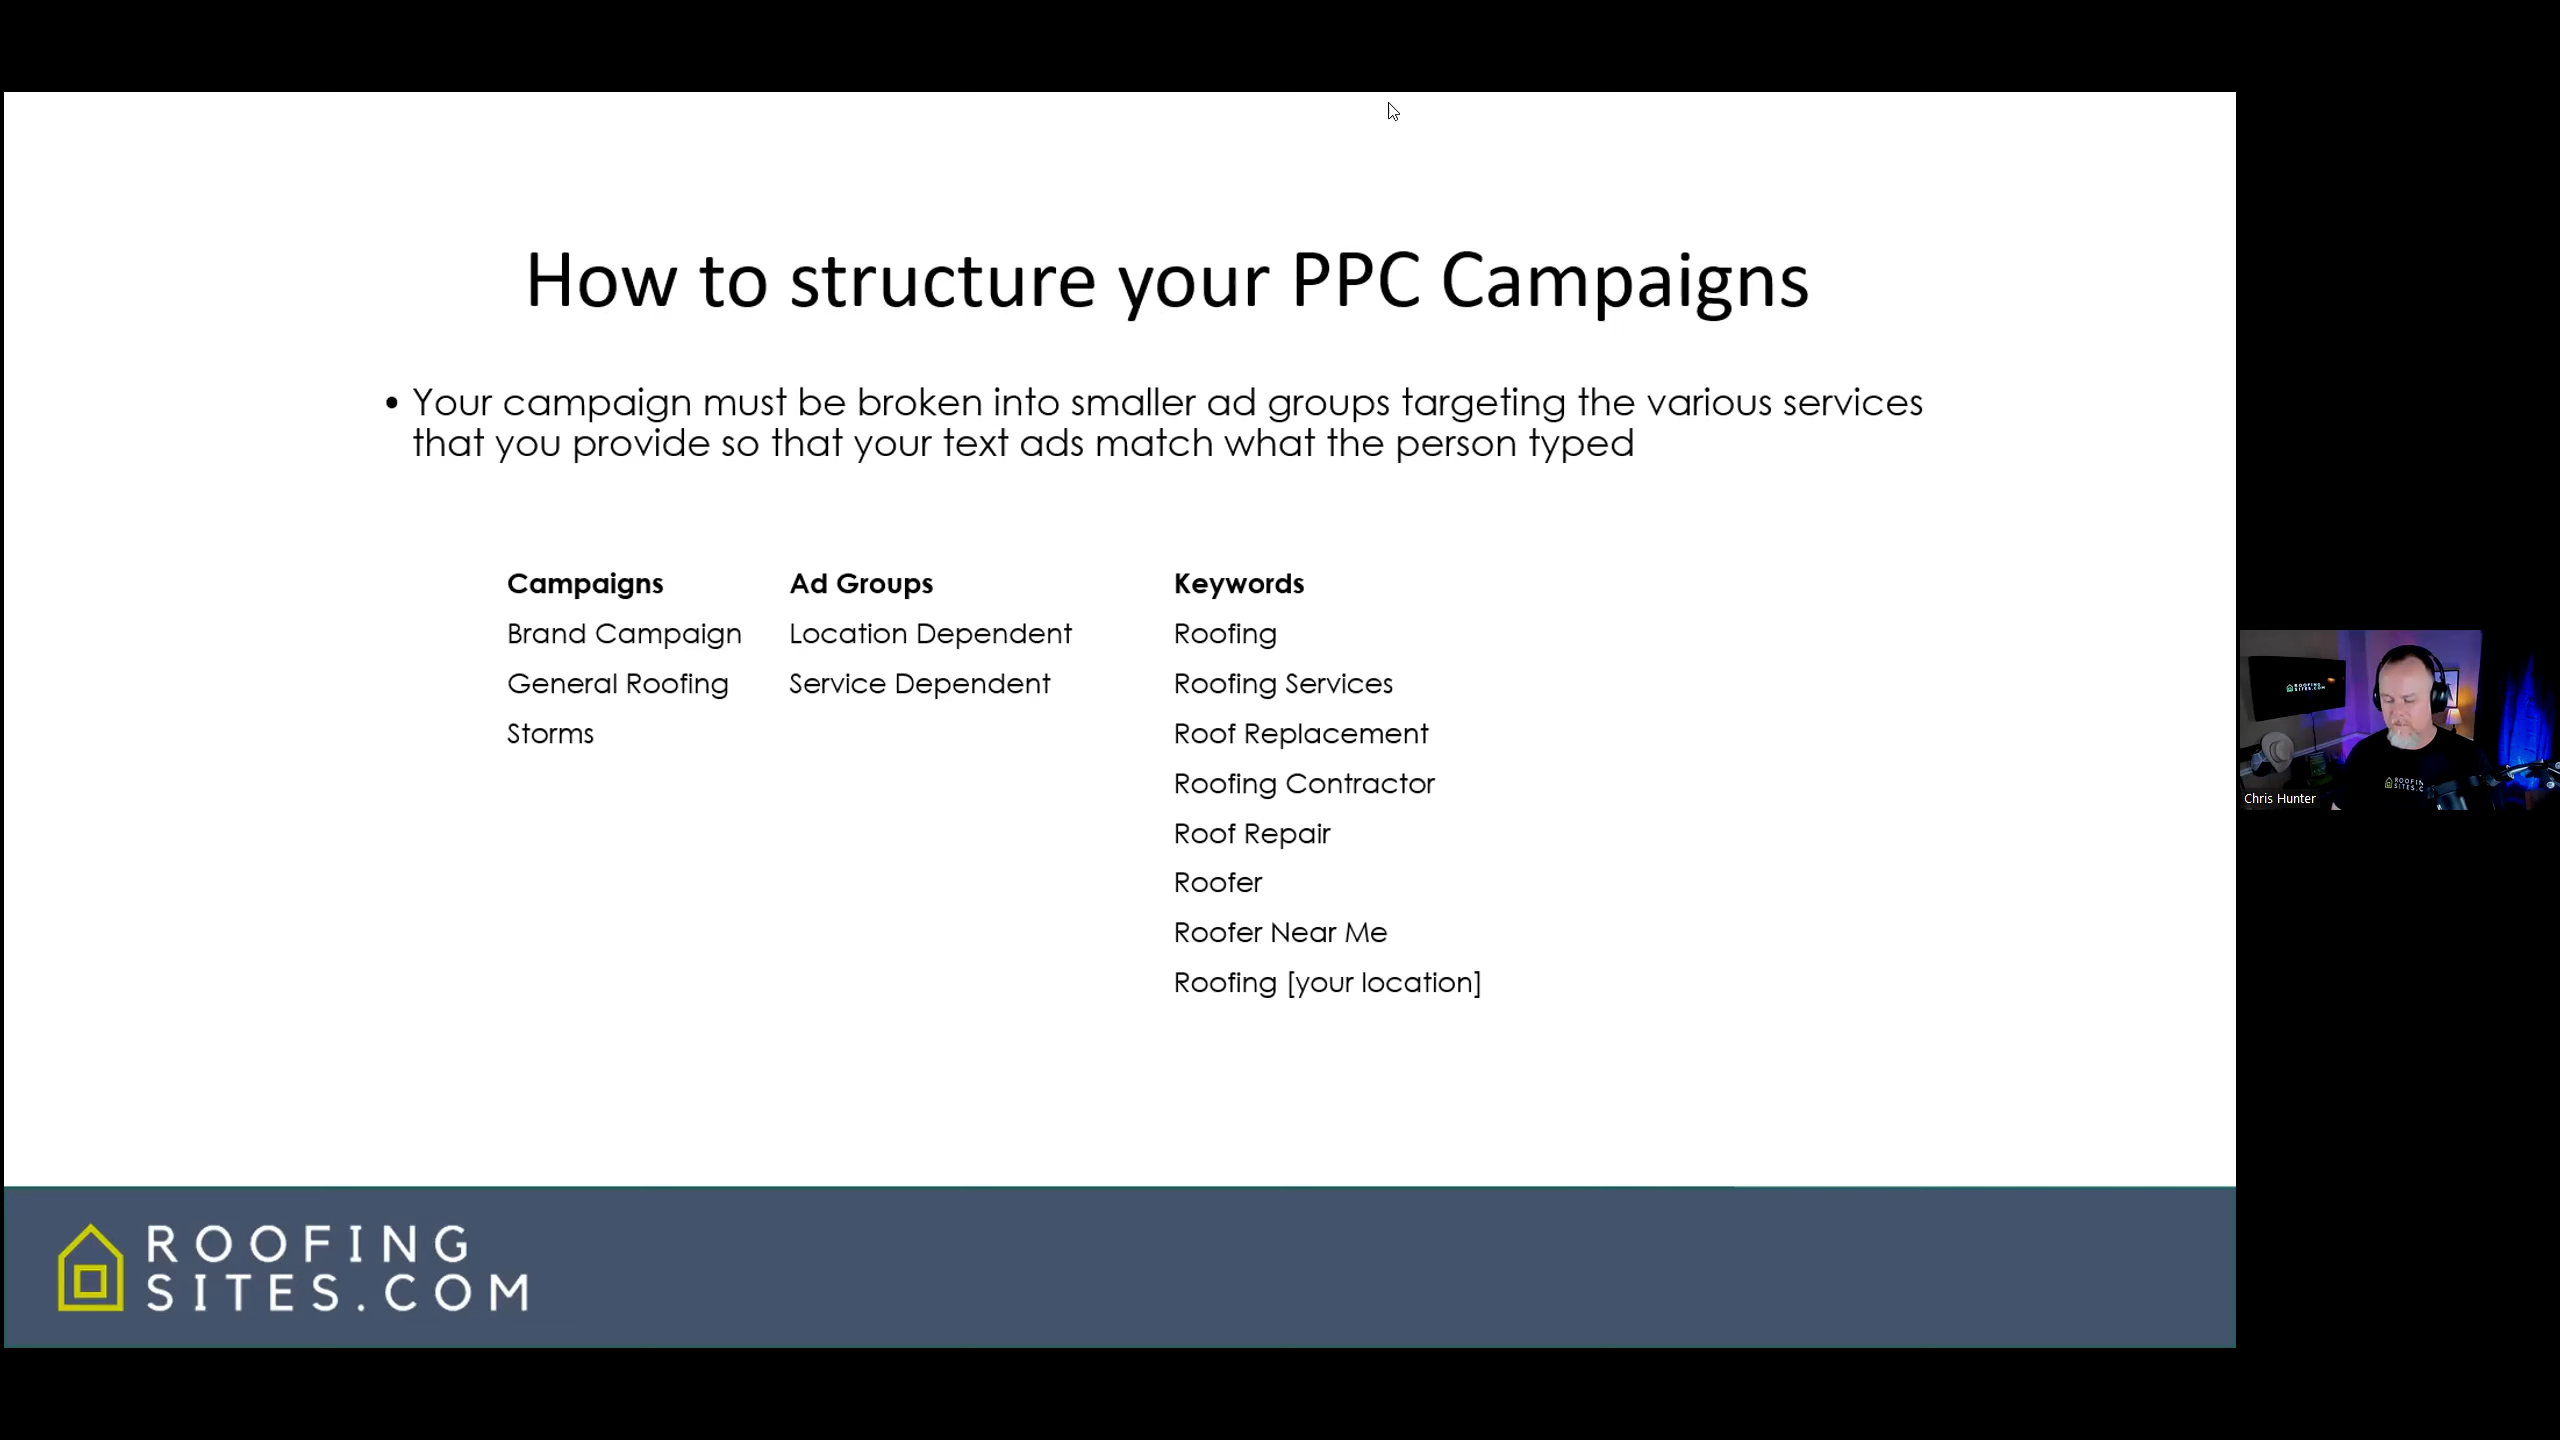 How to structure your PPC Campaigns
• Your campaign must be broken into smaller ad groups targeting the various services
that you provide so that your text ads match what the person typed
Campaigns
Brand Campaign
General Roofing
Storms
Ad Groups
Location Dependent
Service Dependent
Keywords
Roofing
Roofing Services
Roof Replacement
Roofing Contractor
Roof Repair
Roofer
Roofer Near Me
Roofing [your location]
ROOFING
SITES.COM
ROOFING
SITES.COM
Chris Hunter